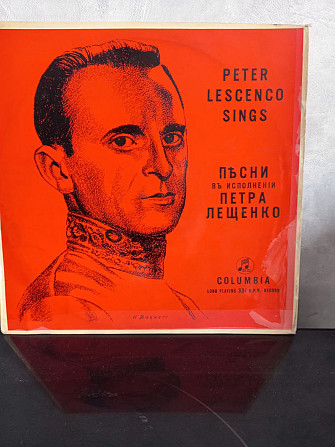 PETER
LESCENCO
SINGS
ПѢСНИ
ВЪ ИСПОЛНЕНІИ
ПЕТРА
ЛЕЩЕНКО
COLUMBIA
LONG PLAYING 33⅓ R.P.M. RECORD